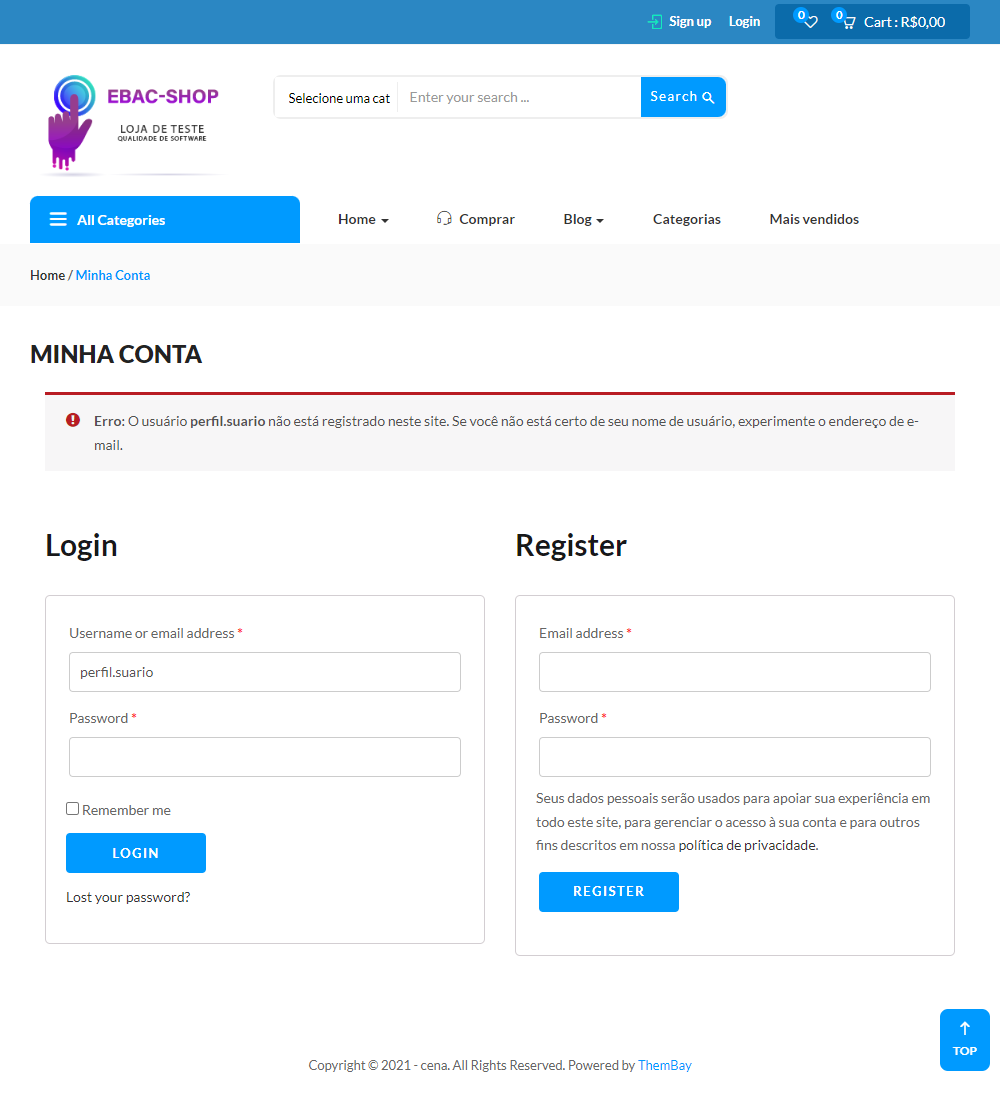 Sign up
Login
0
0
Cart : R$0,00
EBAC-SHOP
LOJA DE TESTE
QUALIDADE DE SOFTWARE
Selecione uma cat
Enter your search ...
Search
All Categories
Home
Comprar
Blog
Categorias
Mais vendidos
Home / Minha Conta
MINHA CONTA
Erro: O usuário perfil.suario não está registrado neste site. Se você não está certo de seu nome de usuário, experimente o endereço de e-
mail.
Login
Username or email address *
perfil.suario
Password *
Remember me
LOGIN
Lost your password?
Register
Email address *
Password *
Seus dados pessoais serão usados para apoiar sua experiência em
todo este site, para gerenciar o acesso à sua conta e para outros
fins descritos em nossa política de privacidade.
REGISTER
TOP
Copyright © 2021 - cena. All Rights Reserved. Powered by ThemBay